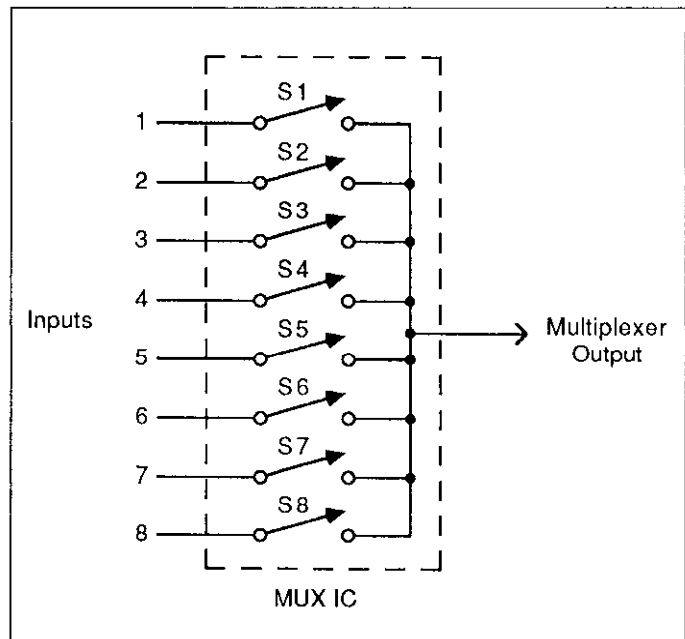 S1
1
S2
2
S3
3
S4
4
Inputs
Multiplexer
Output
S5
5
S6
6
S7
7
S8
8
MUX IC